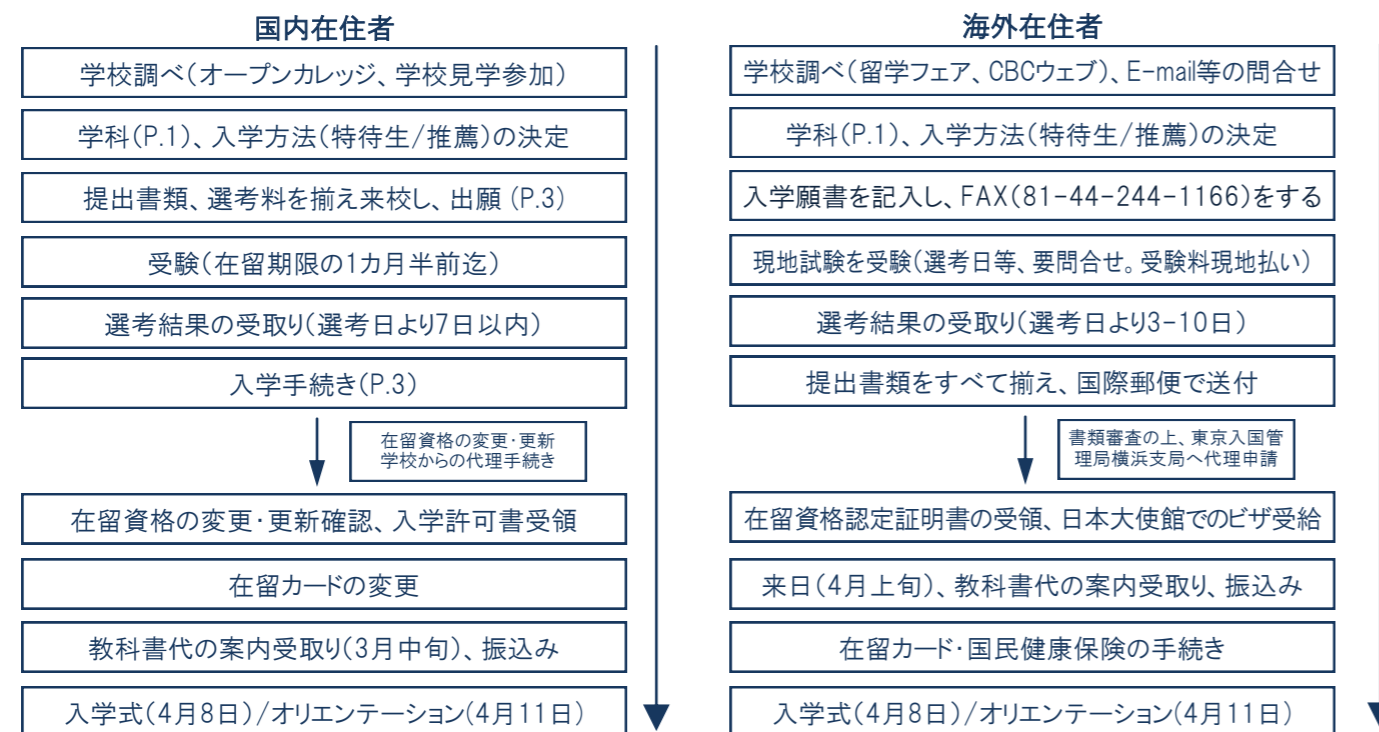 国内在住者
学校調べ(オープンカレッジ、学校見学参加)
学科(P.1)、入学方法(特待生/推薦)の決定
提出書類、選考料を揃え来校し、出願 (P.3)
受験(在留期限の1カ月半前迄)
選考結果の受取り(選考日より7日以内)
入学手続き(P.3)
在留資格の変更・更新
学校からの代理手続き
在留資格の変更・更新確認、入学許可書受領
在留カードの変更
教科書代の案内受取り(3月中旬)、振込み
入学式(4月8日)/オリエンテーション(4月11日)
海外在住者
学校調べ(留学フェア、CBCウェブ)、E-mail等の問合せ
学科(P.1)、入学方法(特待生/推薦)の決定
入学願書を記入し、FAX(81-44-244-1166)をする
現地試験を受験(選考日等、要問合せ。受験料現地払い)
選考結果の受取り(選考日より3-10日)
提出書類をすべて揃え、国際郵便で送付
書類審査の上、東京入国管
理局横浜支局へ代理申請
在留資格認定証明書の受領、日本大使館でのビザ受給
来日(4月上旬)、教科書代の案内受取り、振込み
在留カード・国民健康保険の手続き
入学式(4月8日)/オリエンテーション(4月11日)